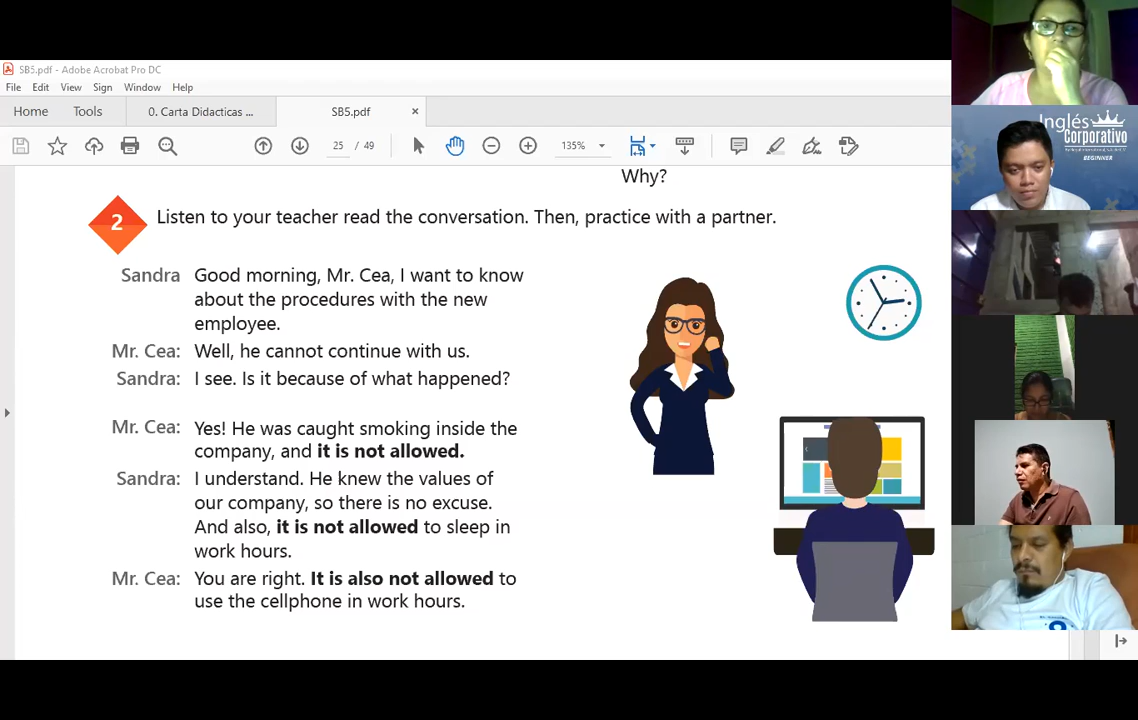 SB5.pdf - Adobe Acrobat Pro DC
File Edit View Sign Window Help
Home Tools 0. Carta Didacticas ... SB5.pdf ×
25 / 49 135%
Why?
2 Listen to your teacher read the conversation. Then, practice with a partner.
Sandra Good morning, Mr. Cea, I want to know
about the procedures with the new
employee.
Mr. Cea: Well, he cannot continue with us.
Sandra: I see. Is it because of what happened?
Mr. Cea: Yes! He was caught smoking inside the
company, and it is not allowed.
Sandra: I understand. He knew the values of
our company, so there is no excuse.
And also, it is not allowed to sleep in
work hours.
Mr. Cea: You are right. It is also not allowed to
use the cellphone in work hours.
Inglés
Corporativo
BEGINNER